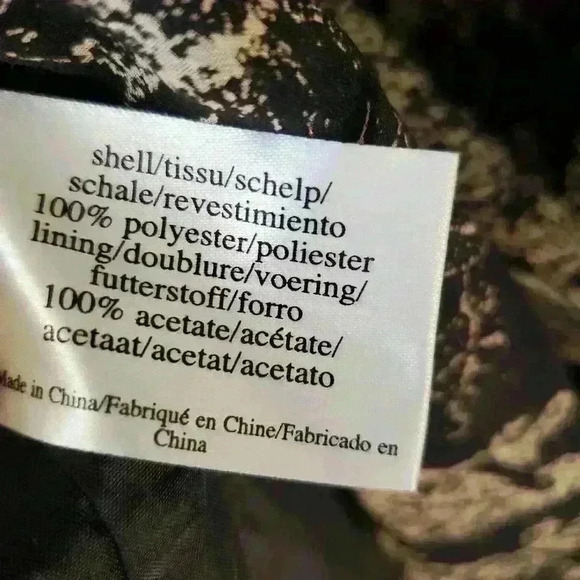 shell/tissu/schelp/
schale/revestimiento
100% polyester/poliester
lining/doublure/voering/
futterstoff/forro
100% acetate/acétate/
acetaat/acetat/acetato
Made in China/Fabriqué en Chine/Fabricado en
China